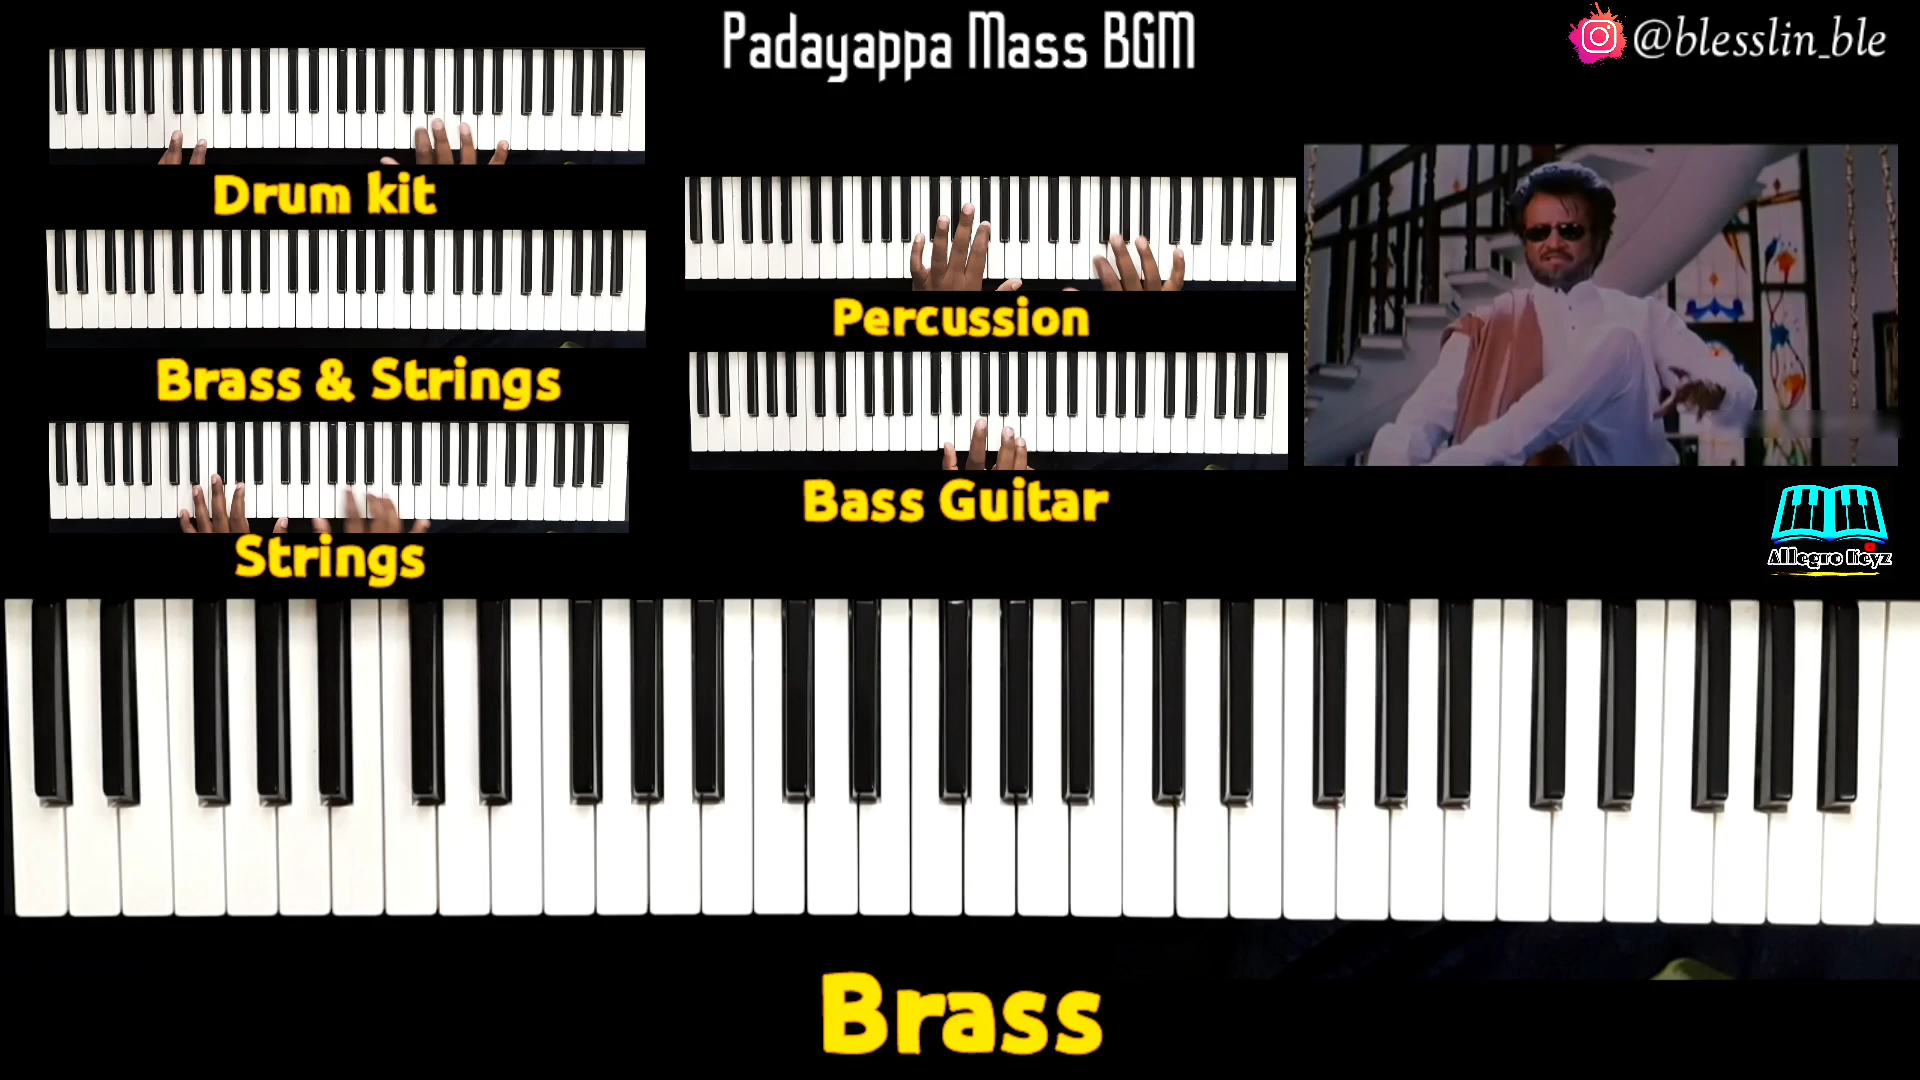 Padayappa Mass BGM
@blesslin_ble
Drum kit
Percussion
Brass & Strings
Bass Guitar
Strings
Allegro Keyz
Brass